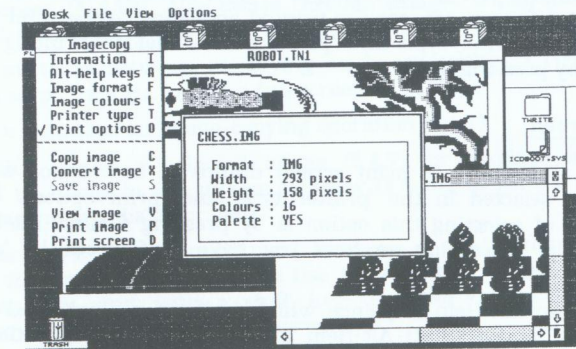 Desk File View Options
Imagecopy
Information I
Alt-help keys A
Image format F
Image colours L
Printer type T
✓ Print options O
Copy image C
Convert image X
Save image S
View image V
Print image P
Print screen D
ROBOT.TN1
CHESS.IMG
Format : IMG
Width : 293 pixels
Height : 158 pixels
Colours : 16
Palette : YES
.IMG
THRITE
ICDBOOT.SYS
TRASH